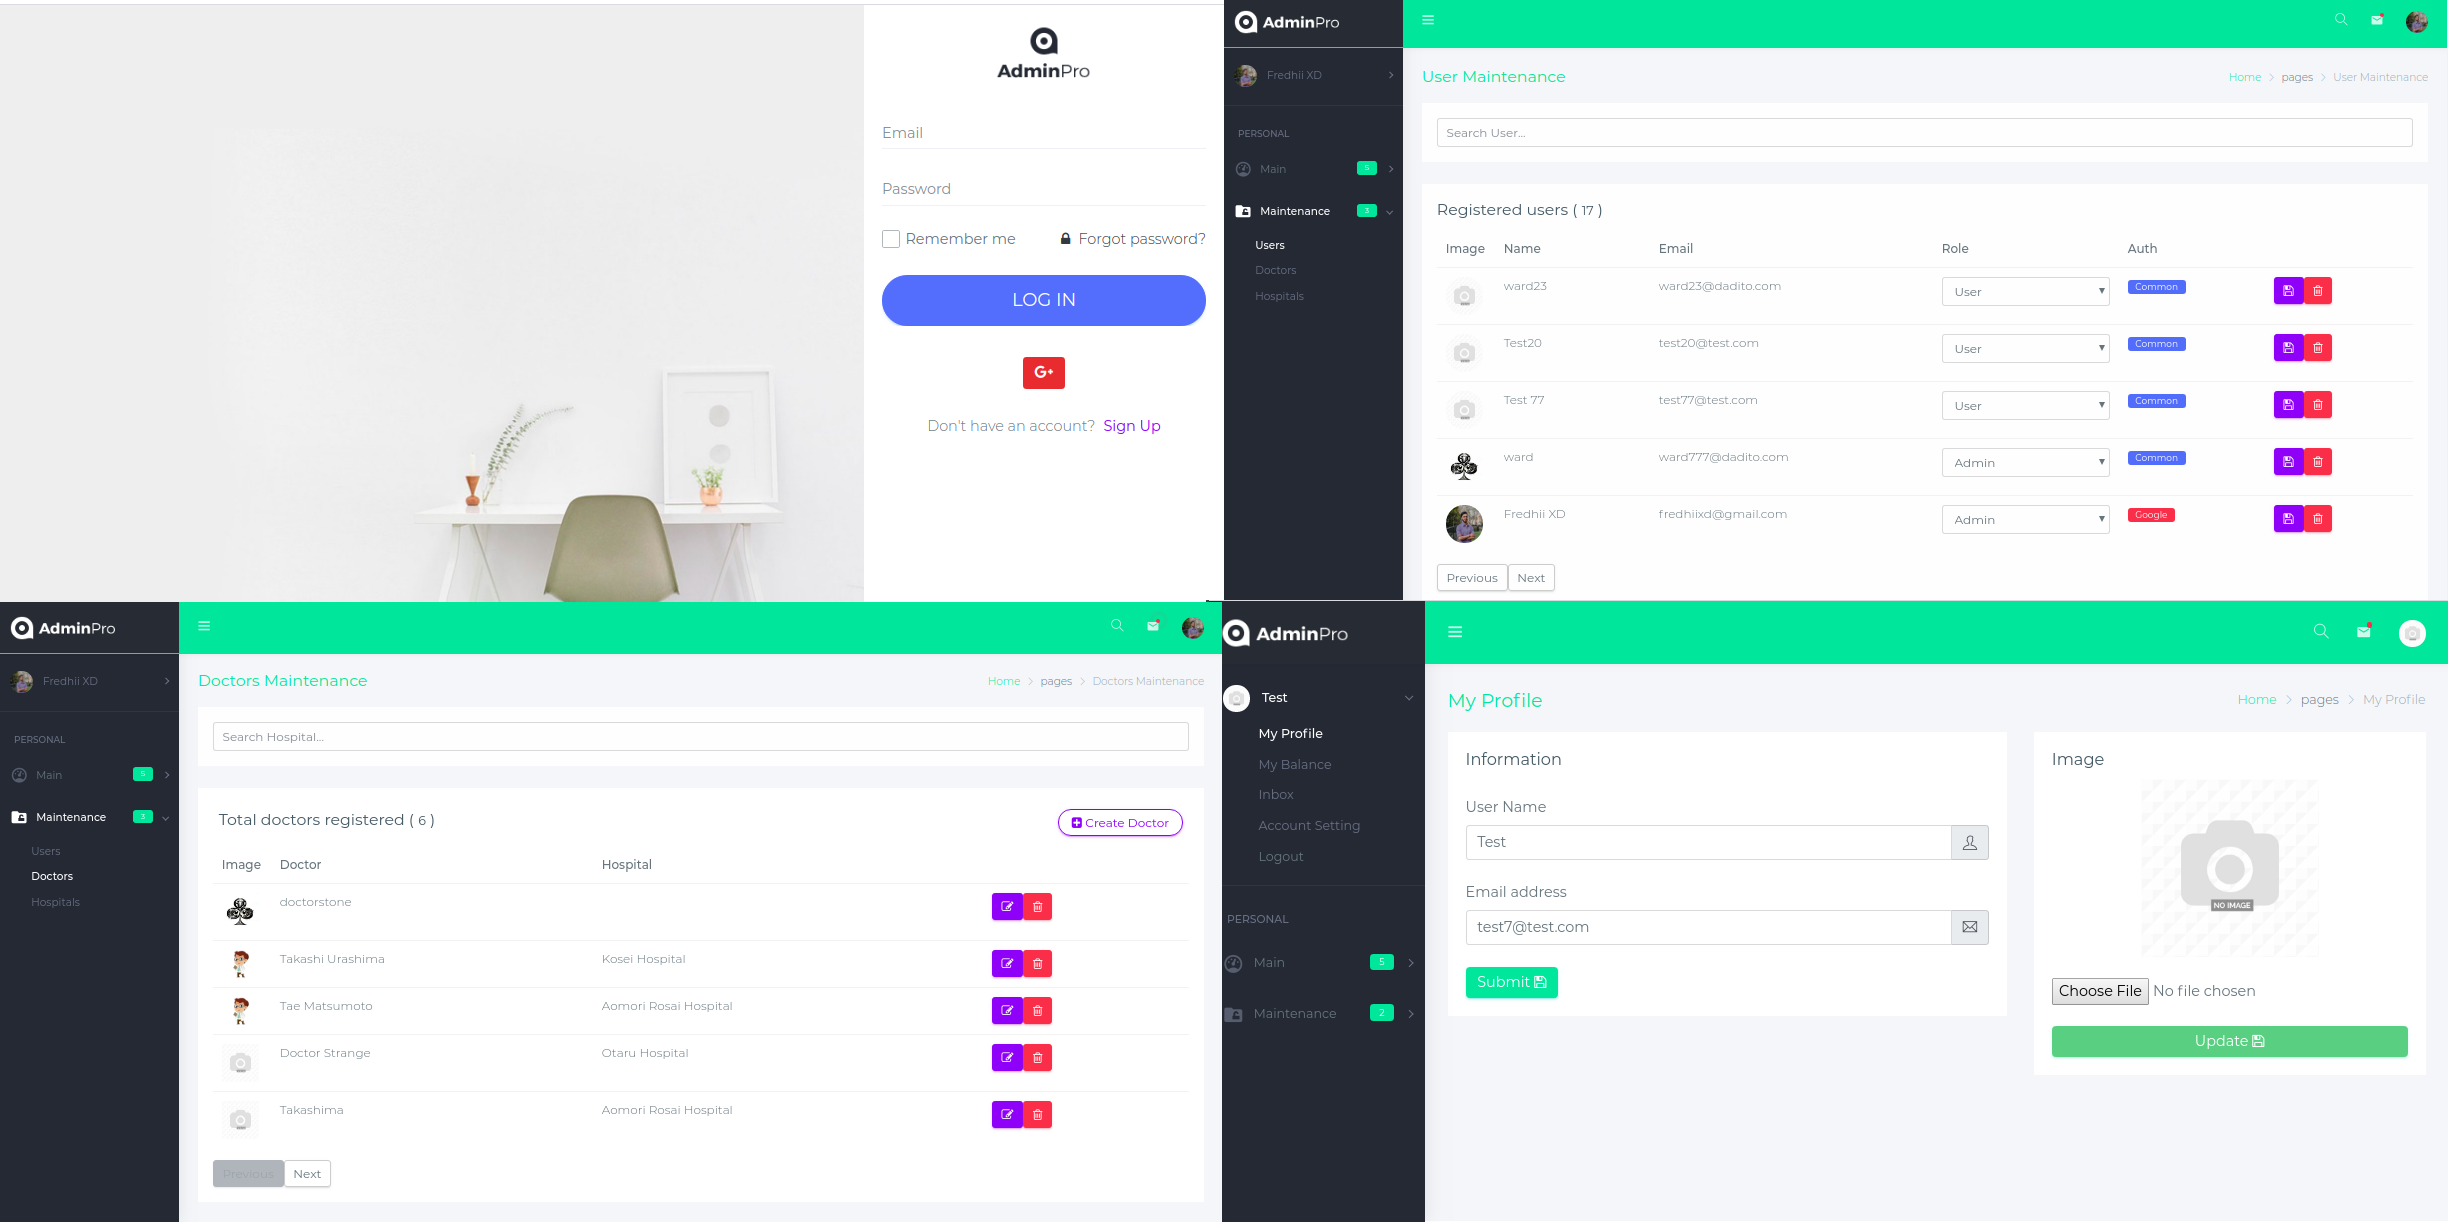 AdminPro
Email
Password
Remember me
Forgot password?
LOG IN
G+
Don't have an account? Sign Up
AdminPro
Fredhii XD
PERSONAL
Main 5
Maintenance 3
Users
Doctors
Hospitals
User Maintenance
Home > pages > User Maintenance
Search User...
Registered users ( 17 )
Image Name Email Role Auth
ward23 ward23@dadito.com User Common
Test20 test20@test.com User Common
Test 77 test77@test.com User Common
ward ward777@dadito.com Admin Common
Fredhii XD fredhiixd@gmail.com Admin Google
Previous Next
AdminPro
Fredhii XD
PERSONAL
Main 5
Maintenance 3
Users
Doctors
Hospitals
Doctors Maintenance
Home > pages > Doctors Maintenance
Search Hospital...
Total doctors registered ( 6 )
Create Doctor
Image Doctor Hospital
doctorstone
Takashi Urashima Kosei Hospital
Tae Matsumoto Aomori Rosai Hospital
Doctor Strange Otaru Hospital
Takashima Aomori Rosai Hospital
Previous Next
AdminPro
Test
My Profile
My Balance
Inbox
Account Setting
Logout
PERSONAL
Main 5
Maintenance 2
My Profile
Home > pages > My Profile
Information
User Name
Test
Email address
test7@test.com
Submit
Image
NO IMAGE
Choose File No file chosen
Update